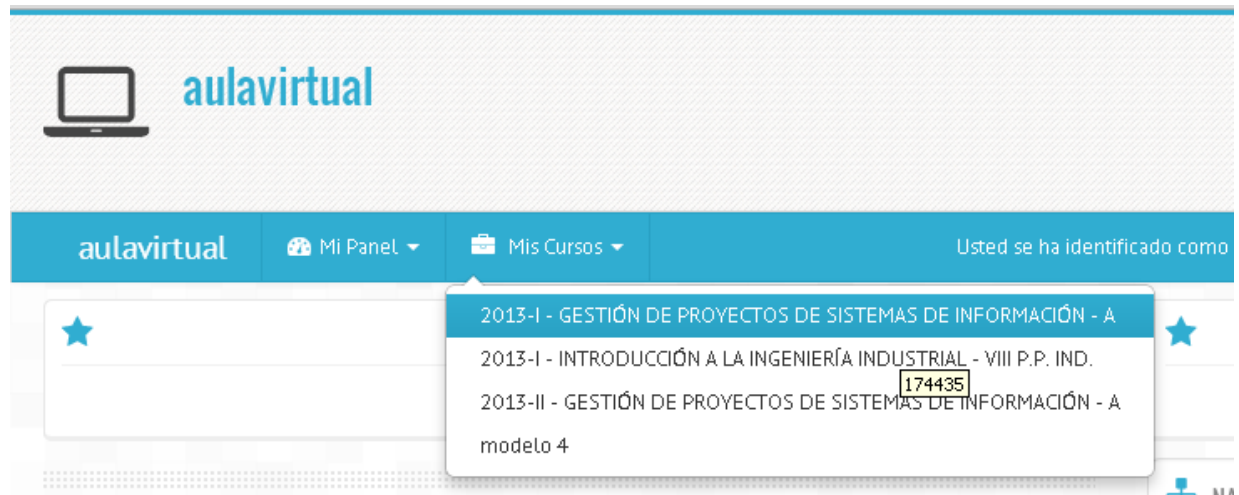 aulavirtual
aulavirtual Mi Panel Mis Cursos Usted se ha identificado como
2013-I - GESTIÓN DE PROYECTOS DE SISTEMAS DE INFORMACIÓN - A
2013-I - INTRODUCCIÓN A LA INGENIERÍA INDUSTRIAL - VIII P.P. IND.
174435
2013-II - GESTIÓN DE PROYECTOS DE SISTEMAS DE INFORMACIÓN - A
modelo 4